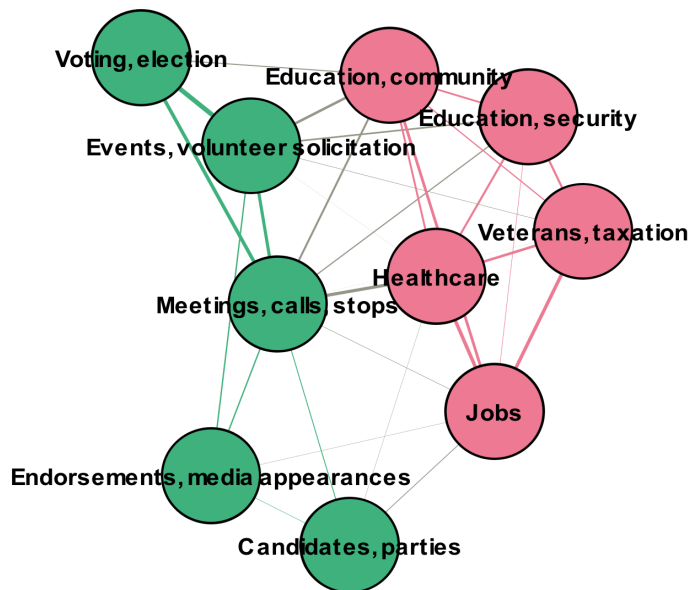 Voting, election
Education, community
Education, security
Events, volunteer solicitation
Veterans, taxation
Healthcare
Meetings, calls, stops
Jobs
Endorsements, media appearances
Candidates, parties